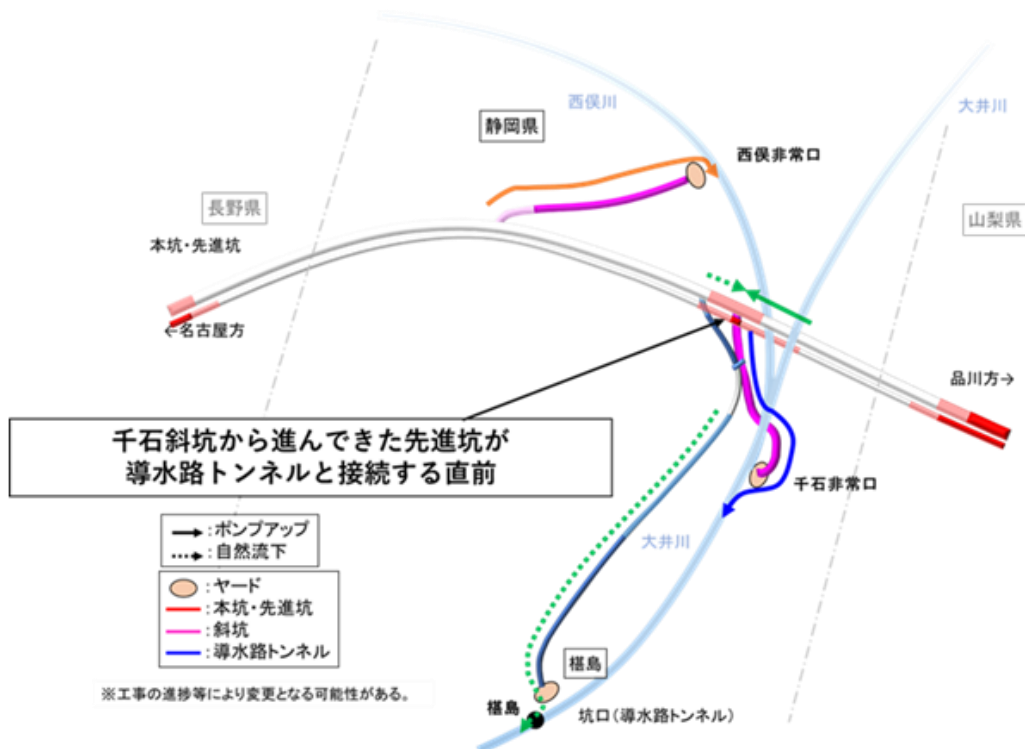 西俣川
大井川
静岡県
西俣非常口
長野県
山梨県
本坑・先進坑
←名古屋方
品川方→
千石斜坑から進んできた先進坑が
導水路トンネルと接続する直前
千石非常口
:ポンプアップ
:自然流下
大井川
:ヤード
:本坑・先進坑
:斜坑
:導水路トンネル
椹島
※工事の進捗等により変更となる可能性がある。
椹島
坑口(導水路トンネル)